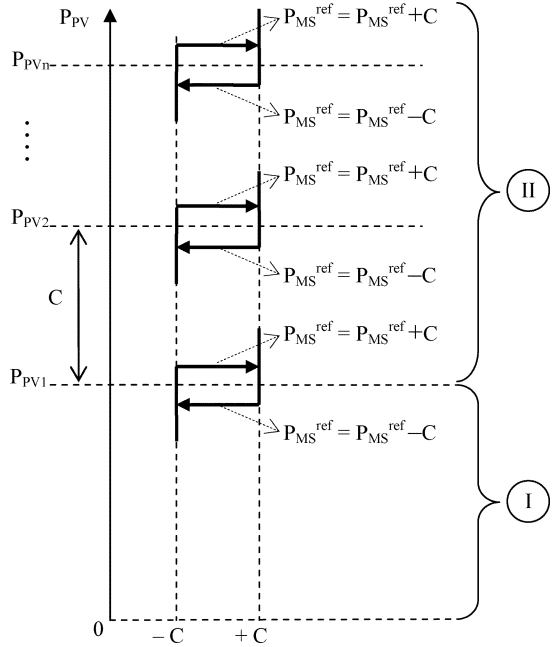 P_PV
P_MS^ref = P_MS^ref +C
P_PVn
P_MS^ref = P_MS^ref –C
P_MS^ref = P_MS^ref +C
II
P_PV2
P_MS^ref = P_MS^ref –C
C
P_MS^ref = P_MS^ref +C
P_PV1
P_MS^ref = P_MS^ref –C
I
0
– C
+ C